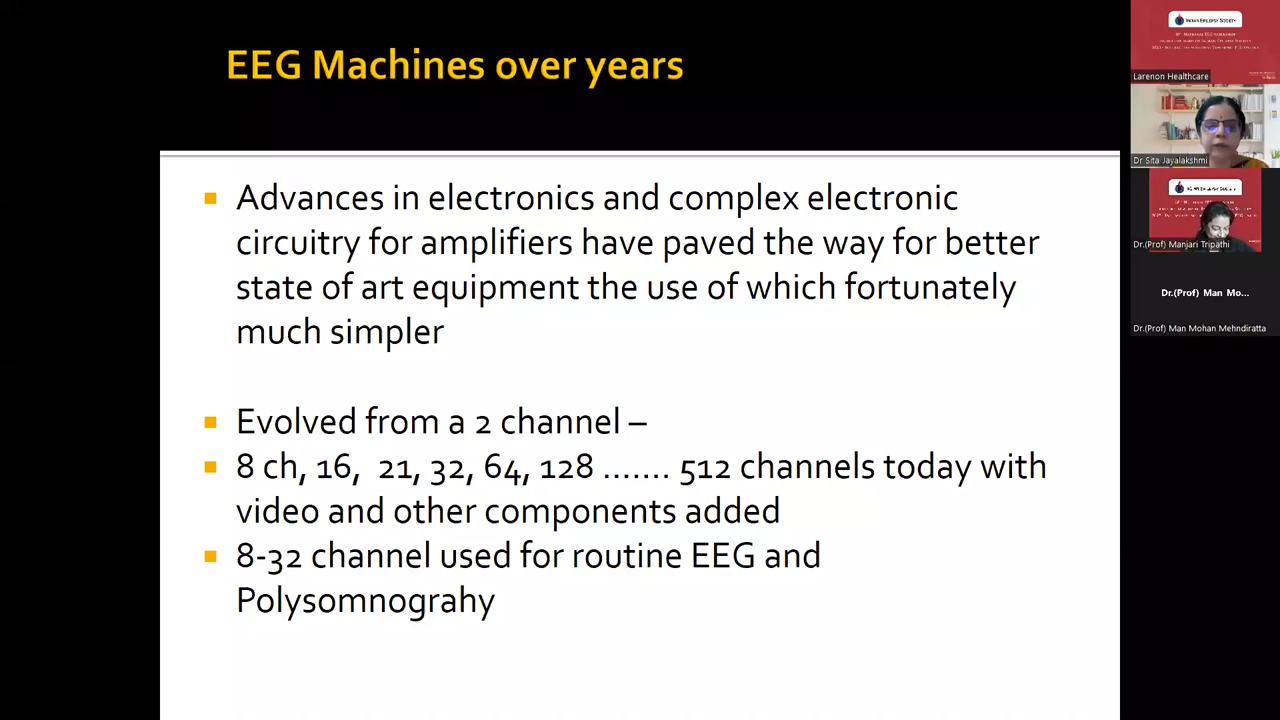 EEG Machines over years
Advances in electronics and complex electronic
circuitry for amplifiers have paved the way for better
state of art equipment the use of which fortunately
much simpler
Evolved from a 2 channel –
8 ch, 16, 21, 32, 64, 128 ....... 512 channels today with
video and other components added
8-32 channel used for routine EEG and
Polysomnograhy
INDIAN EPILEPSY SOCIETY
Larenon Healthcare
Dr Sita Jayalakshmi
Dr.(Prof) Manjari Tripathi
Dr.(Prof) Man Mo...
Dr.(Prof) Man Mohan Mehndiratta